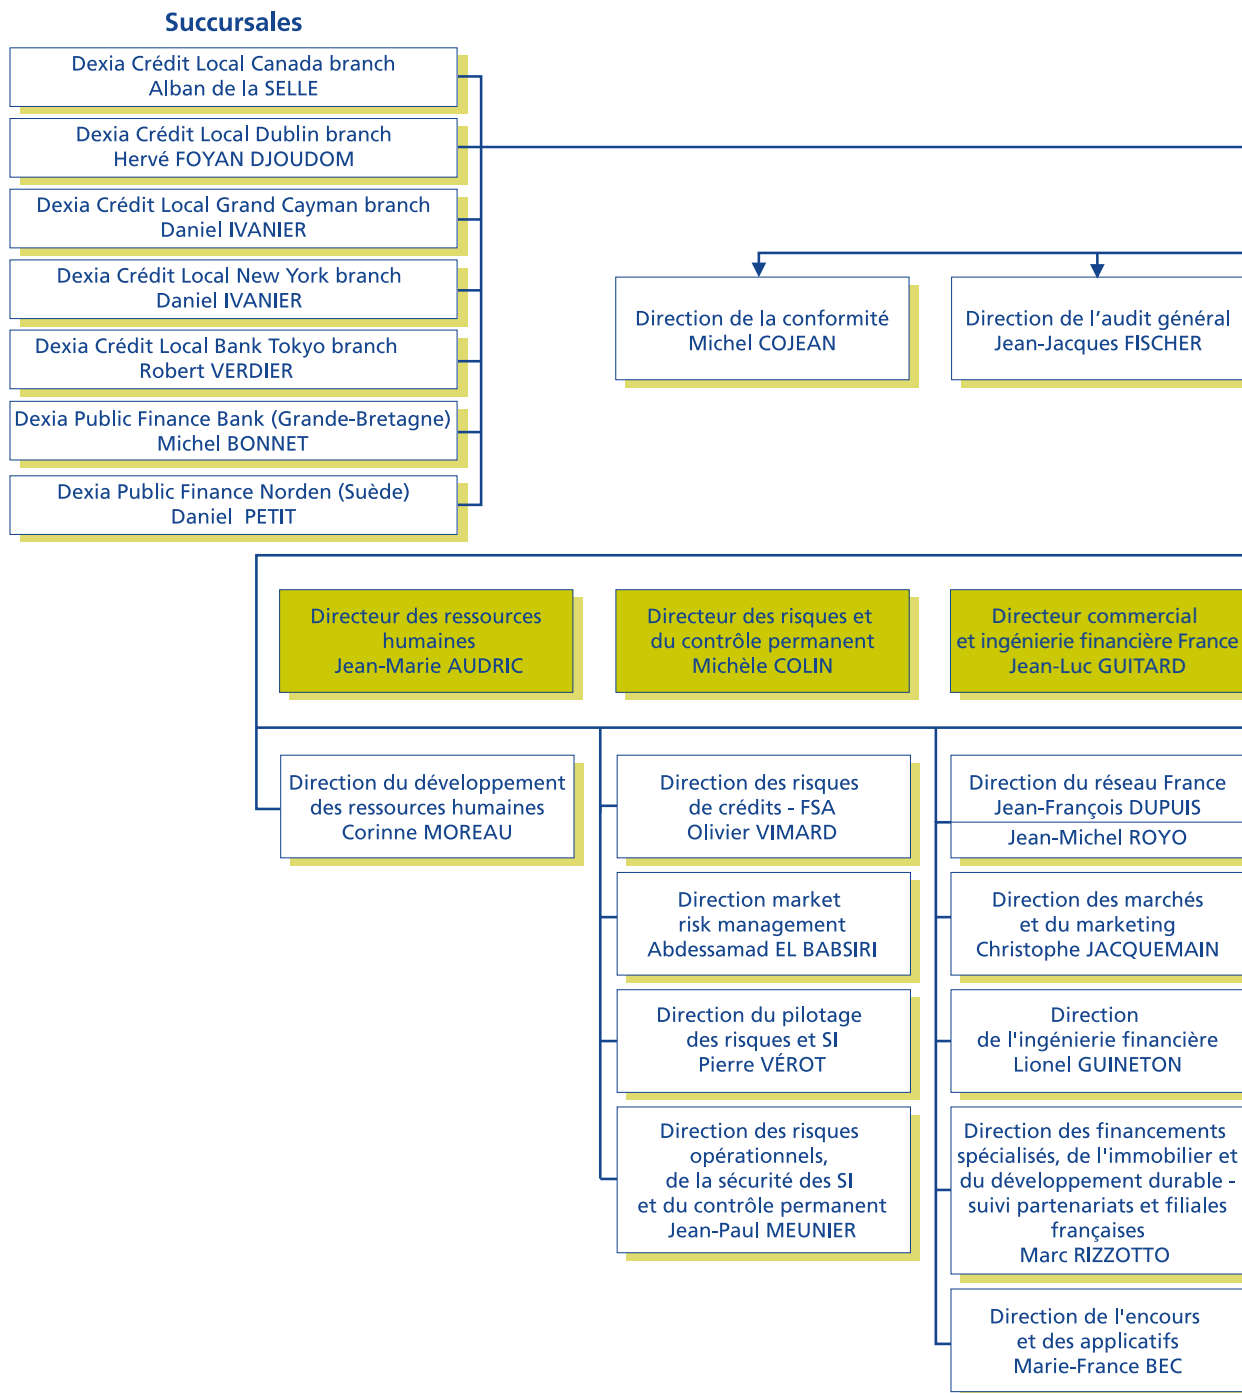 Succursales
Dexia Crédit Local Canada branch
Alban de la SELLE
Dexia Crédit Local Dublin branch
Hervé FOYAN DJOUDOM
Dexia Crédit Local Grand Cayman branch
Daniel IVANIER
Dexia Crédit Local New York branch
Daniel IVANIER
Dexia Crédit Local Bank Tokyo branch
Robert VERDIER
Dexia Public Finance Bank (Grande-Bretagne)
Michel BONNET
Dexia Public Finance Norden (Suède)
Daniel PETIT
Direction de la conformité
Michel COJEAN
Direction de l’audit général
Jean-Jacques FISCHER
Directeur des ressources
humaines
Jean-Marie AUDRIC
Direction du développement
des ressources humaines
Corinne MOREAU
Directeur des risques et
du contrôle permanent
Michèle COLIN
Direction des risques
de crédits - FSA
Olivier VIMARD
Direction market
risk management
Abdessamad EL BABSIRI
Direction du pilotage
des risques et SI
Pierre VÉROT
Direction des risques
opérationnels,
de la sécurité des SI
et du contrôle permanent
Jean-Paul MEUNIER
Directeur commercial
et ingénierie financière France
Jean-Luc GUITARD
Direction du réseau France
Jean-François DUPUIS
Jean-Michel ROYO
Direction des marchés
et du marketing
Christophe JACQUEMAIN
Direction
de l'ingénierie financière
Lionel GUINETON
Direction des financements
spécialisés, de l'immobilier et
du développement durable -
suivi partenariats et filiales
françaises
Marc RIZZOTTO
Direction de l'encours
et des applicatifs
Marie-France BEC